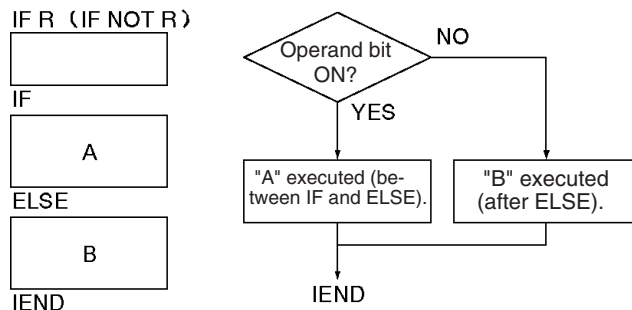 IF R (IF NOT R)
IF
A
ELSE
B
IEND
Operand bit
ON?
NO
YES
"A" executed (be-
tween IF and ELSE).
"B" executed
(after ELSE).
IEND